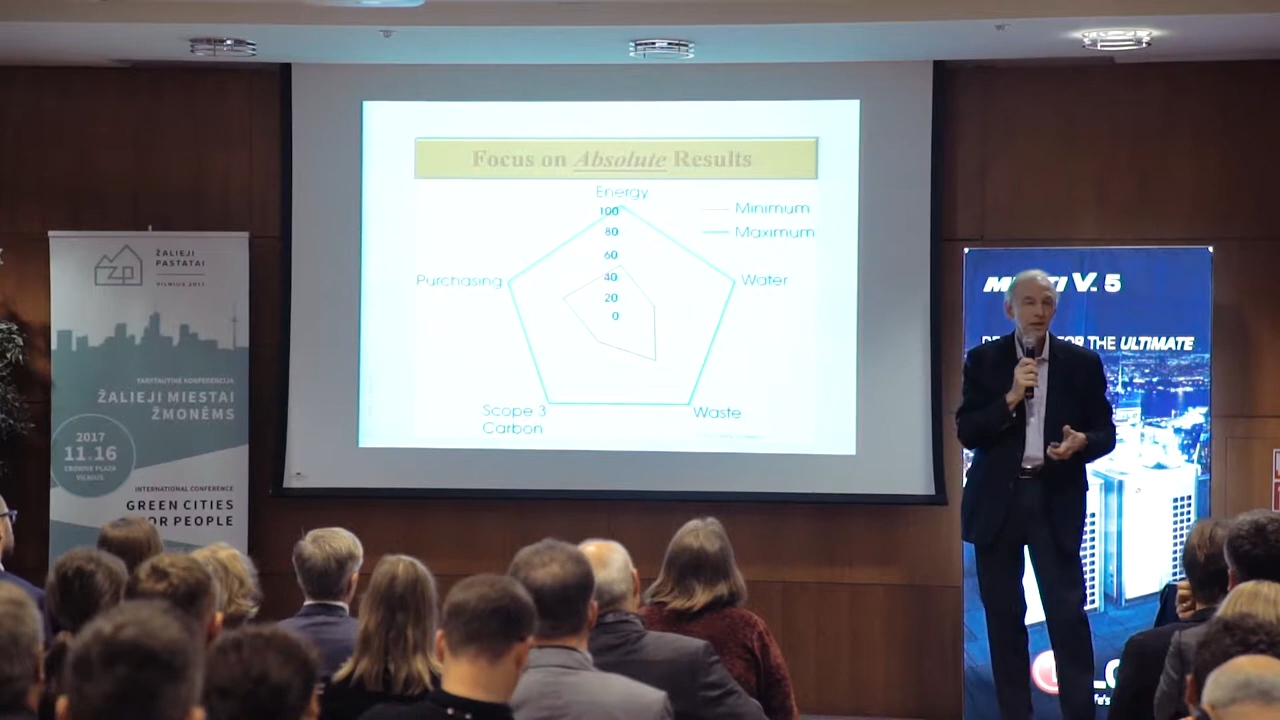 ŽALIEJI
PASTATAI
VILNIUS 2017
TARPTAUTINĖ KONFERENCIJA
ŽALIEJI MIESTAI
ŽMONĖMS
2017
11.16
CROWNE PLAZA
VILNIUS
INTERNATIONAL CONFERENCE
GREEN CITIES
PEOPLE
Focus on Absolute Results
Energy
100
80
60
40
20
0
Minimum
Maximum
Purchasing
Water
Scope 3
Carbon
Waste
V. 5
THE ULTIMATE